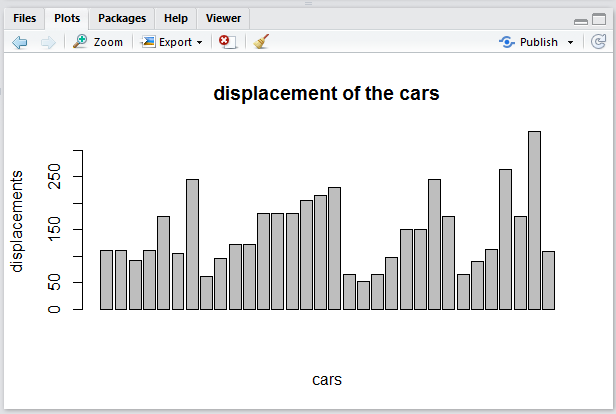 Files Plots Packages Help Viewer
Zoom Export Publish
displacement of the cars
displacements
250
150
50
0
cars